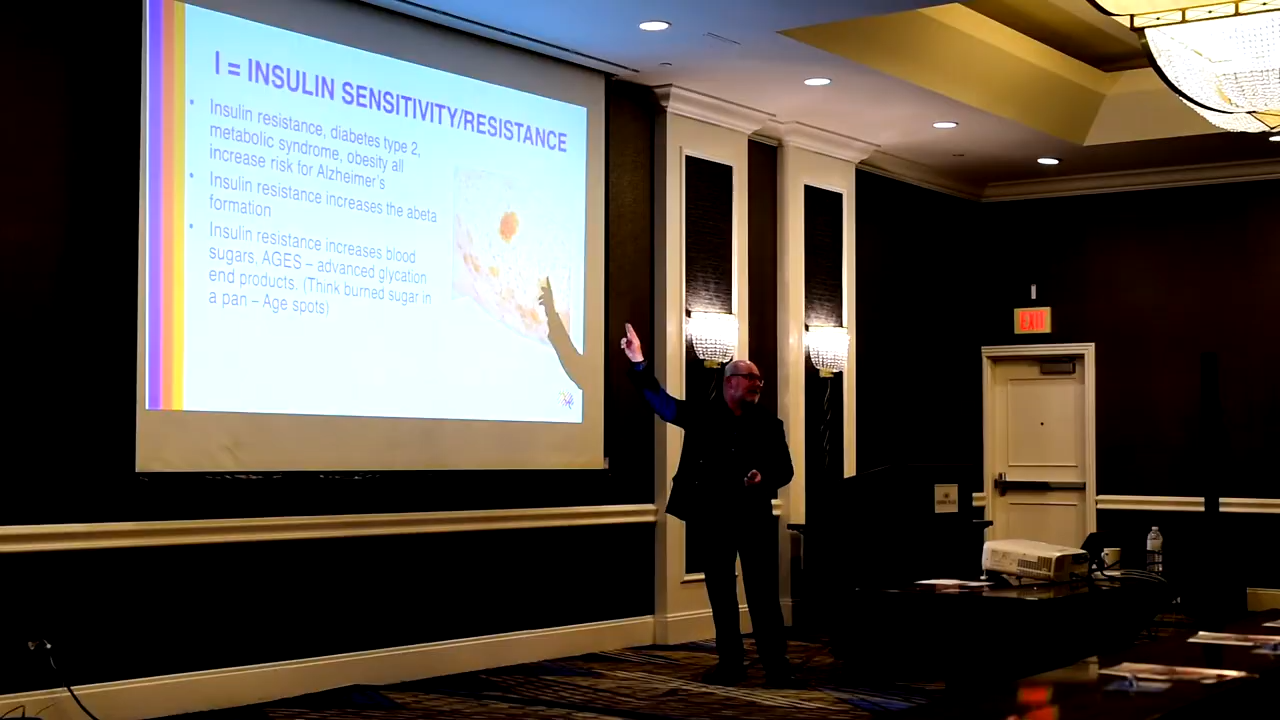 I = INSULIN SENSITIVITY/RESISTANCE
• Insulin resistance, diabetes type 2,
metabolic syndrome, obesity all
increase risk for Alzheimer's
• Insulin resistance increases the abeta
formation
• Insulin resistance increases blood
sugars. AGES – advanced glycation
end products. (Think burned sugar in
a pan – Age spots)
EXIT